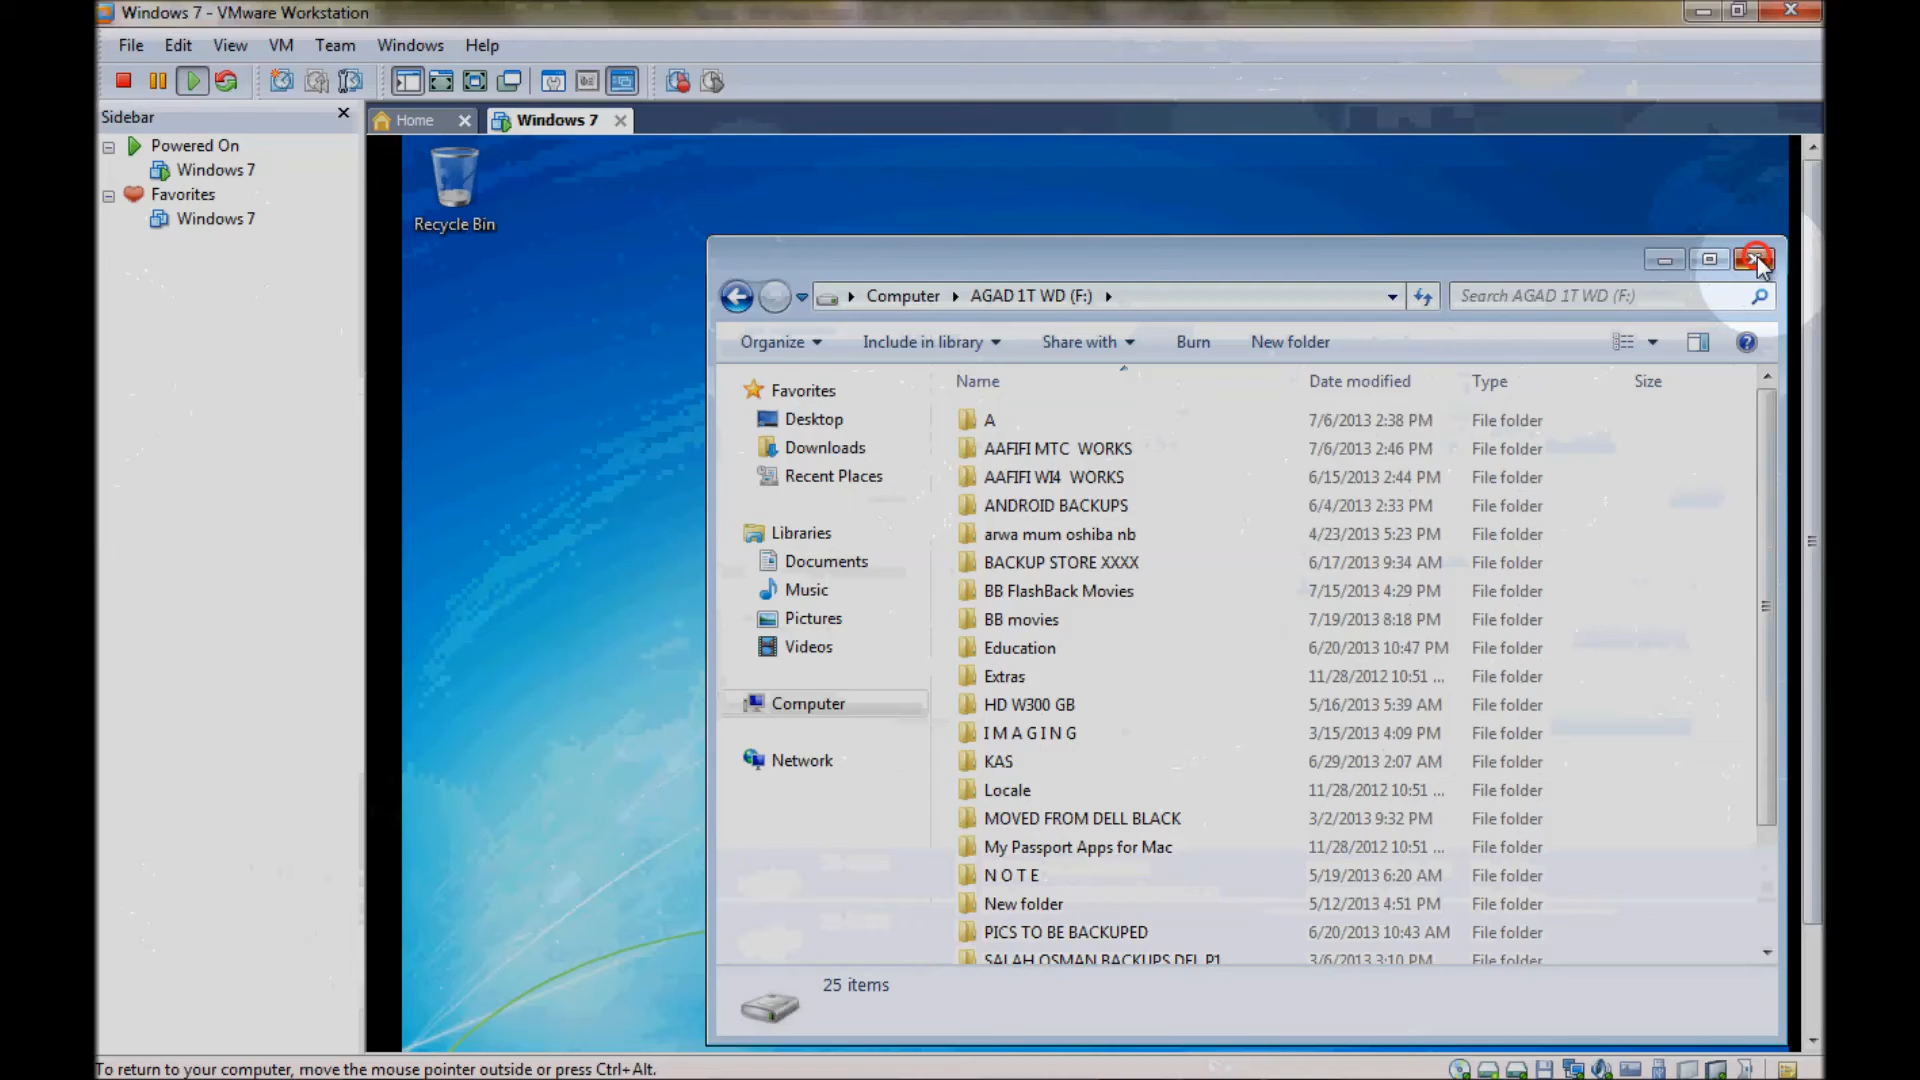 Windows 7 - VMware Workstation
File Edit View VM Team Windows Help
Sidebar
Powered On
Windows 7
Favorites
Windows 7
Home Windows 7
Recycle Bin
Computer AGAD 1T WD (F:) Search AGAD 1T WD (F:)
Organize Include in library Share with Burn New folder
Favorites
Desktop
Downloads
Recent Places
Libraries
Documents
Music
Pictures
Videos
Computer
Network
Name Date modified Type Size
A 7/6/2013 2:38 PM File folder
AAFIFI MTC  WORKS 7/6/2013 2:46 PM File folder
AAFIFI WI4  WORKS 6/15/2013 2:44 PM File folder
ANDROID BACKUPS 6/4/2013 2:33 PM File folder
arwa mum oshiba nb 4/23/2013 5:23 PM File folder
BACKUP STORE XXXX 6/17/2013 9:34 AM File folder
BB FlashBack Movies 7/15/2013 4:29 PM File folder
BB movies 7/19/2013 8:18 PM File folder
Education 6/20/2013 10:47 PM File folder
Extras 11/28/2012 10:51 ... File folder
HD W300 GB 5/16/2013 5:39 AM File folder
I M A G I N G 3/15/2013 4:09 PM File folder
KAS 6/29/2013 2:07 AM File folder
Locale 11/28/2012 10:51 ... File folder
MOVED FROM DELL BLACK 3/2/2013 9:32 PM File folder
My Passport Apps for Mac 11/28/2012 10:51 ... File folder
N O T E 5/19/2013 6:20 AM File folder
New folder 5/12/2013 4:51 PM File folder
PICS TO BE BACKUPED 6/20/2013 10:43 AM File folder
SALAH OSMAN BACKUPS DEL P1 3/6/2013 3:10 PM File folder
25 items
To return to your computer, move the mouse pointer outside or press Ctrl+Alt.